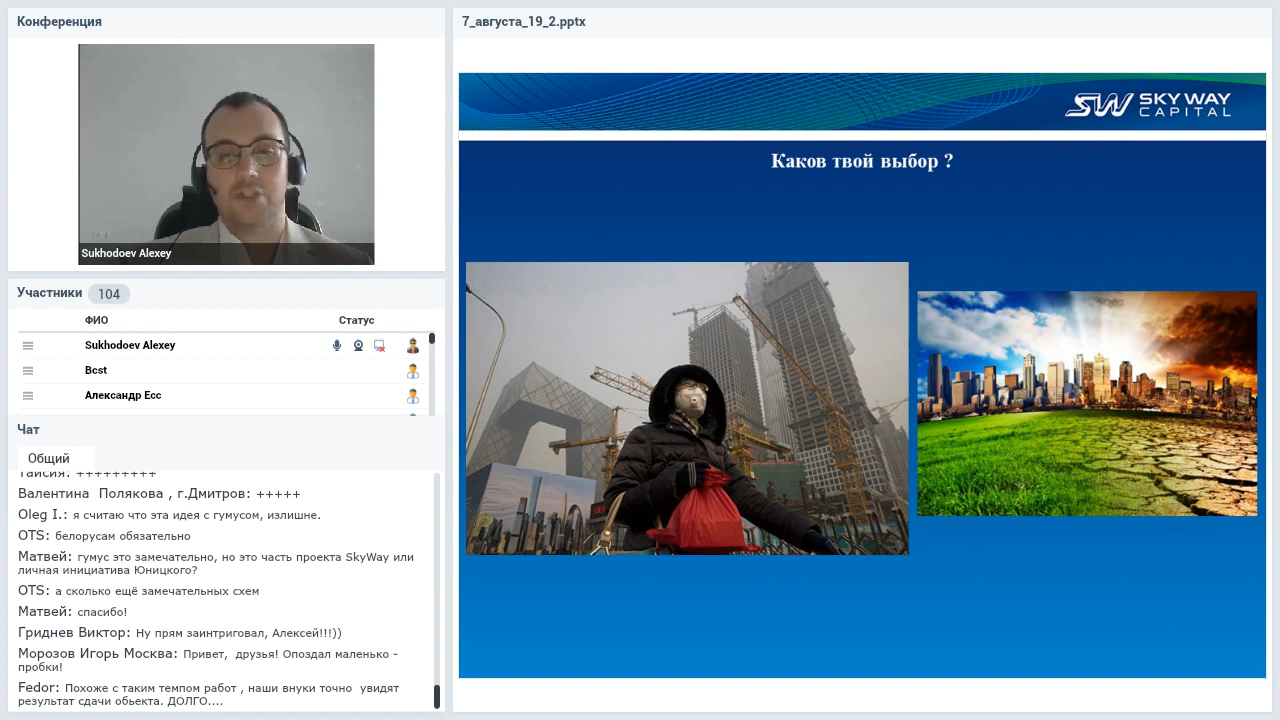 Конференция
Sukhodoev Alexey
Участники 104
ФИО Статус
Sukhodoev Alexey
Bcst
Александр Есс
Чат
Общий
Таисия: +++++++++
Валентина Полякова , г.Дмитров: +++++
Oleg I.: я считаю что эта идея с гумусом, излишне.
OTS: белорусам обязательно
Матвей: гумус это замечательно, но это часть проекта SkyWay или
личная инициатива Юницкого?
OTS: а сколько ещё замечательных схем
Матвей: спасибо!
Гриднев Виктор: Ну прям заинтриговал, Алексей!!!))
Морозов Игорь Москва: Привет, друзья! Опоздал маленько -
пробки!
Fedor: Похоже с таким темпом работ , наши внуки точно увидят
результат сдачи обьекта. ДОЛГО....
7_августа_19_2.pptx
SW SKY WAY
CAPITAL
Каков твой выбор ?